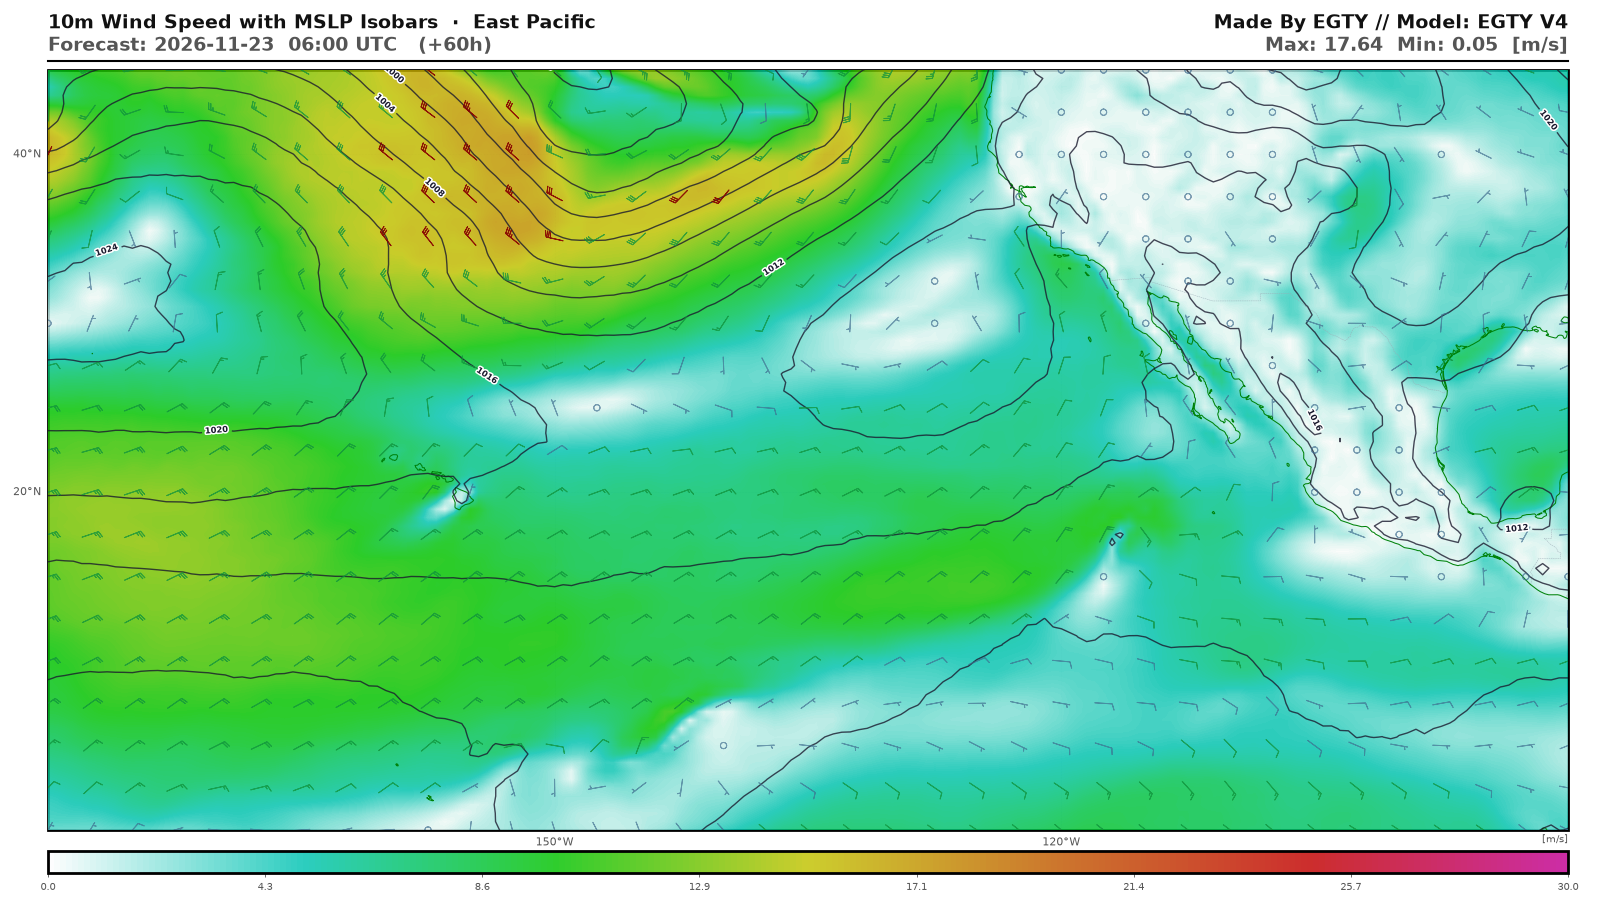 10m Wind Speed with MSLP Isobars · East Pacific
Made By EGTY // Model: EGTY V4
Forecast: 2026-11-23 06:00 UTC (+60h)
Max: 17.64 Min: 0.05 [m/s]
1000
1004
1020
40°N
1008
1024
1012
1016
1016
1020
20°N
1012
150°W
120°W
[m/s]
0.0
4.3
8.6
12.9
17.1
21.4
25.7
30.0